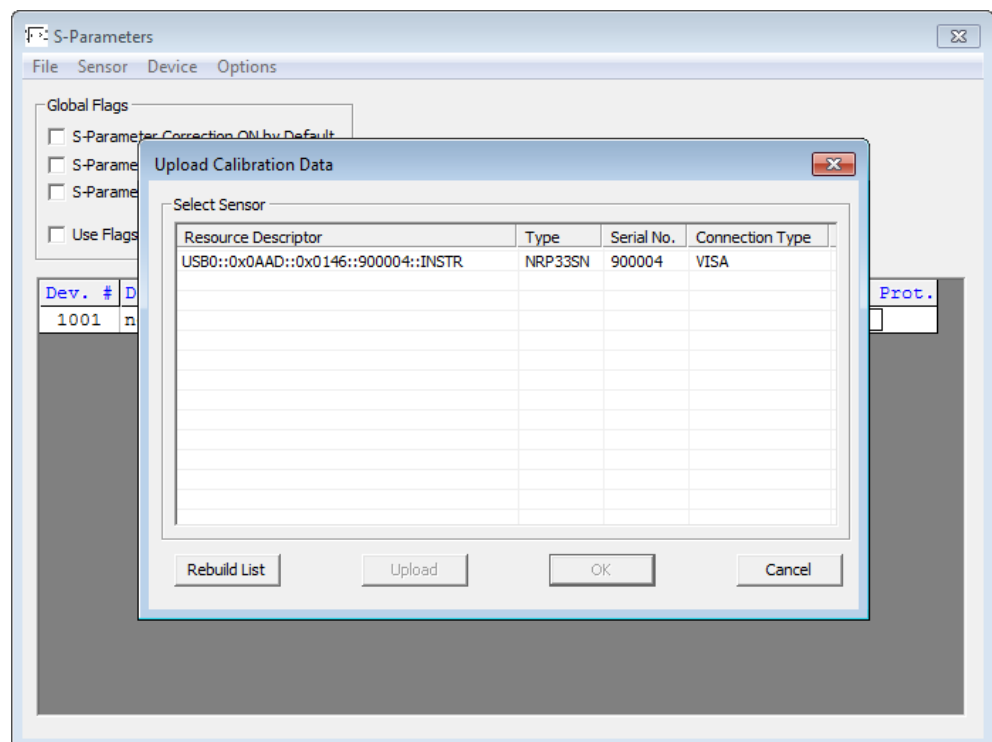 S-Parameters
File Sensor Device Options
Global Flags
S-Parameter Correction ON by Default
S-Parame
S-Parame
Use Flags
Upload Calibration Data
Select Sensor
Resource Descriptor Type Serial No. Connection Type
USB0::0x0AAD::0x0146::900004::INSTR NRP33SN 900004 VISA
Dev. # D Prot.
1001 n
Rebuild List Upload OK Cancel